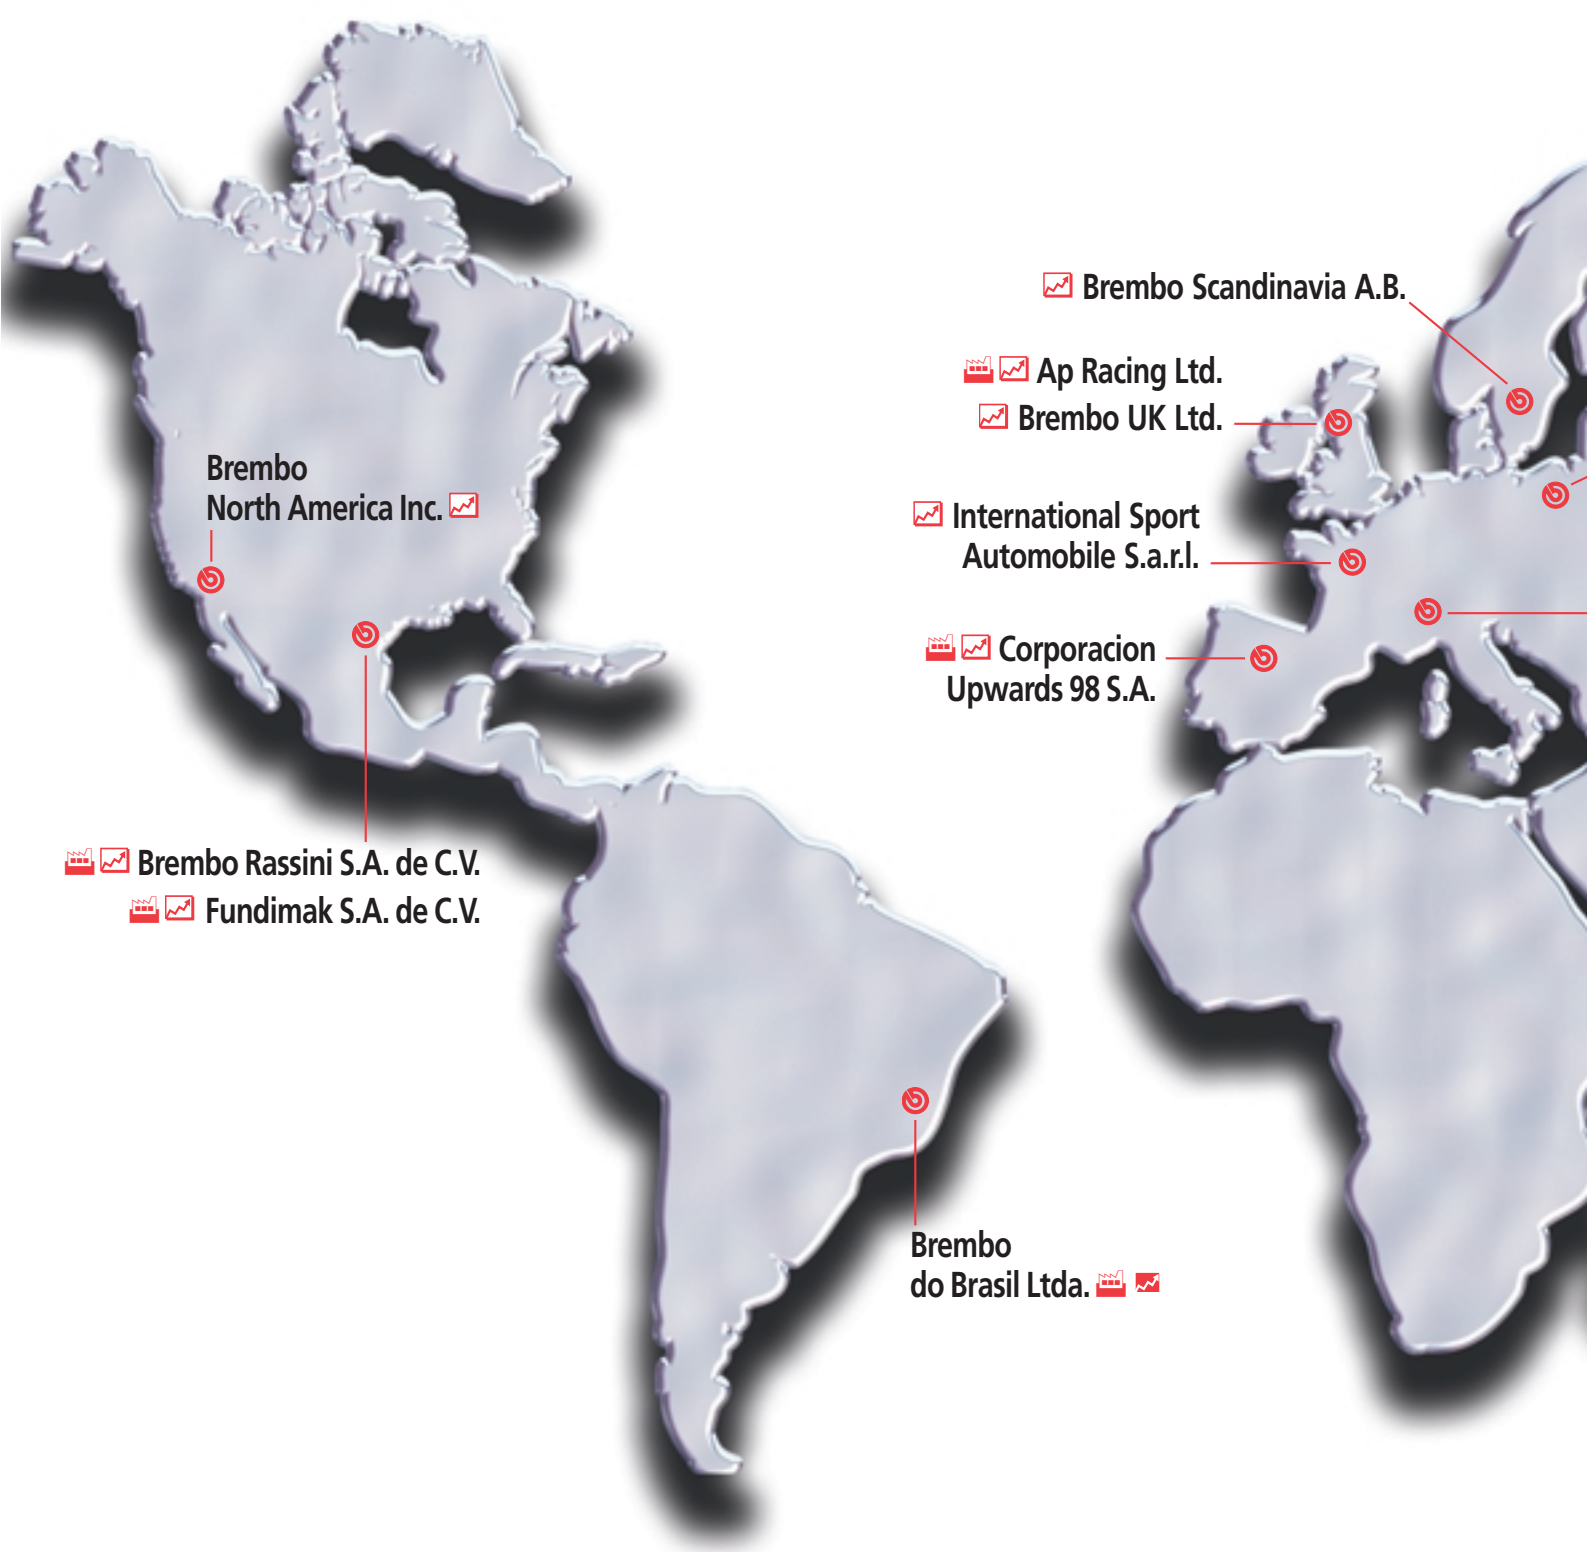 Brembo Scandinavia A.B.
Ap Racing Ltd.
Brembo UK Ltd.
Brembo
North America Inc.
International Sport
Automobile S.a.r.l.
Corporacion
Upwards 98 S.A.
Brembo Rassini S.A. de C.V.
Fundimak S.A. de C.V.
Brembo
do Brasil Ltda.